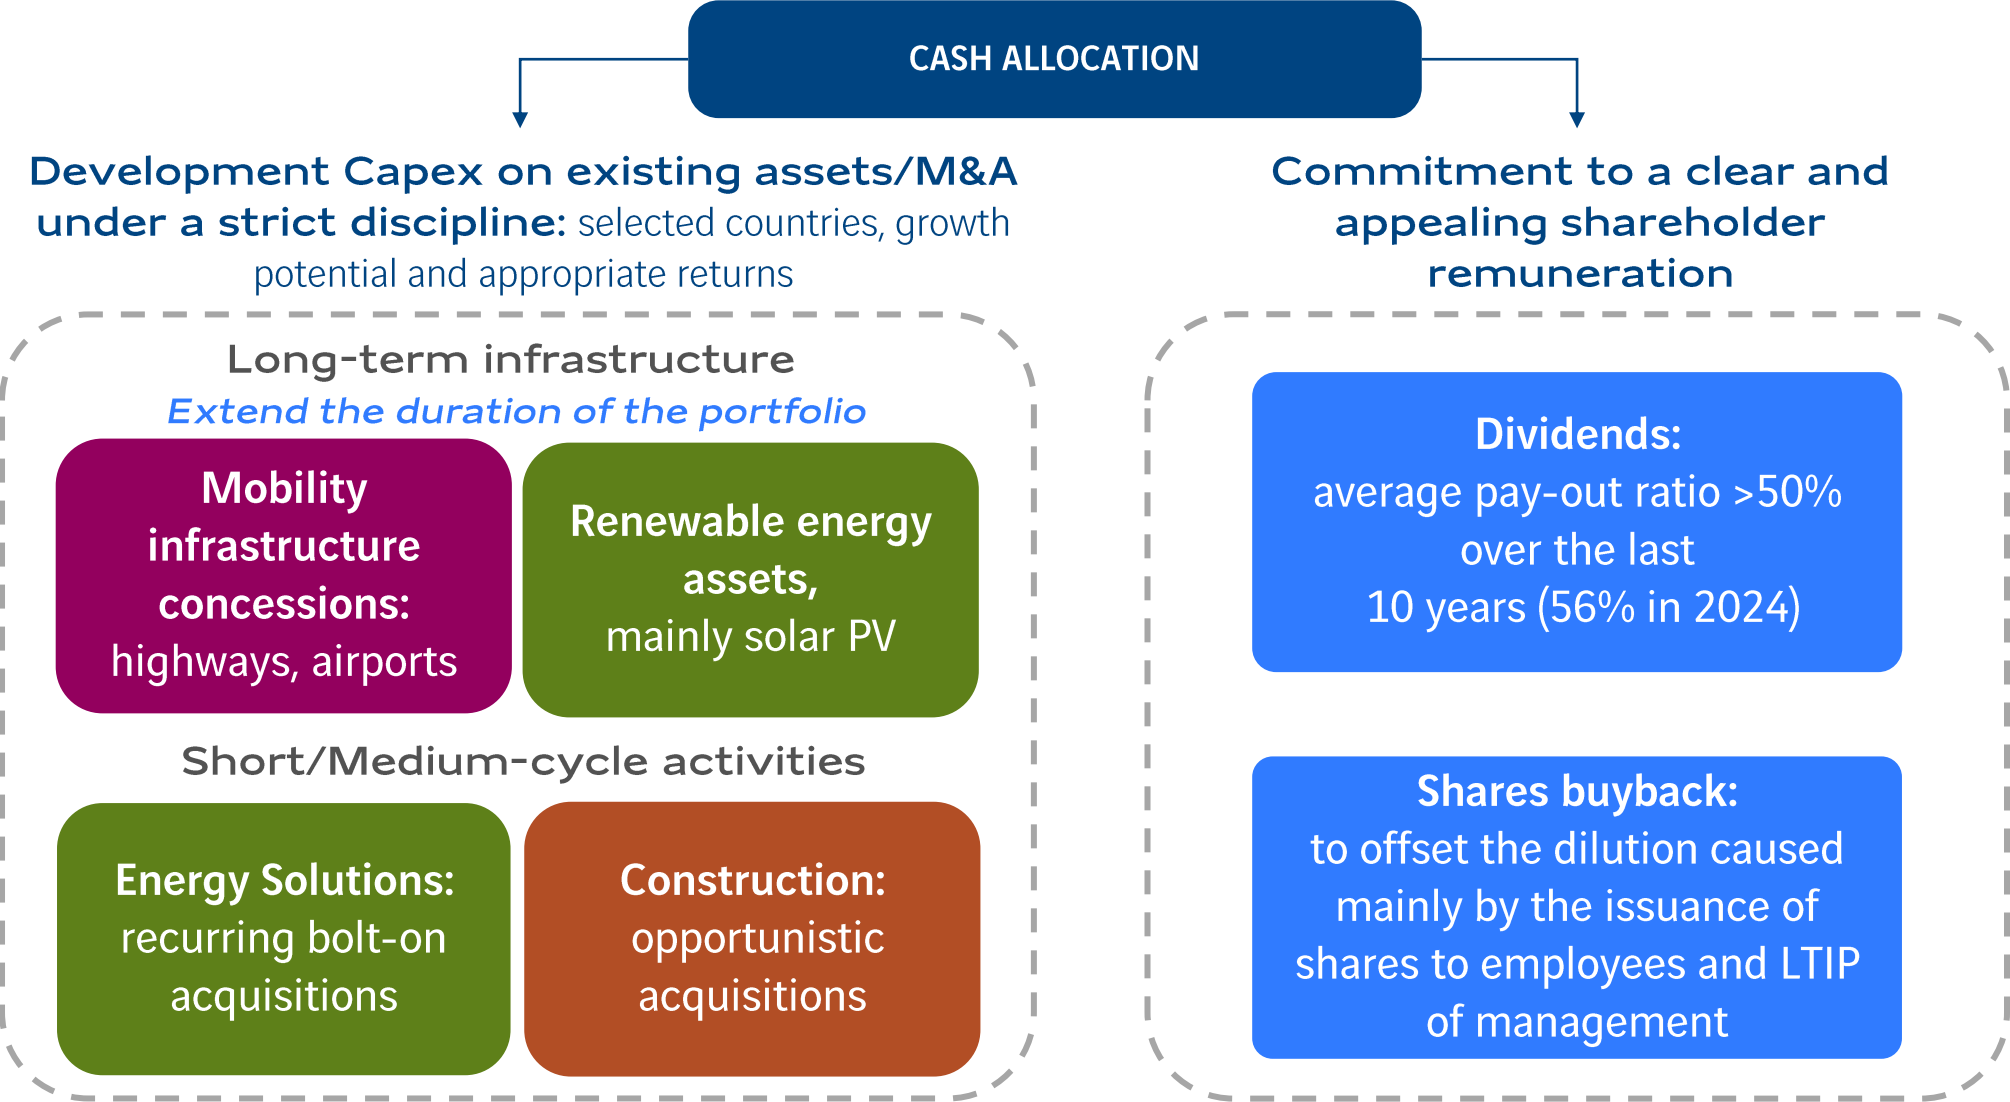 CASH ALLOCATION
Development Capex on existing assets/M&A
under a strict discipline: selected countries, growth
potential and appropriate returns
Long-term infrastructure
Extend the duration of the portfolio
Mobility
infrastructure
concessions:
highways, airports
Renewable energy
assets,
mainly solar PV
Short/Medium-cycle activities
Energy Solutions:
recurring bolt-on
acquisitions
Construction:
opportunistic
acquisitions
Commitment to a clear and
appealing shareholder
remuneration
Dividends:
average pay-out ratio >50%
over the last
10 years (56% in 2024)
Shares buyback:
to offset the dilution caused
mainly by the issuance of
shares to employees and LTIP
of management